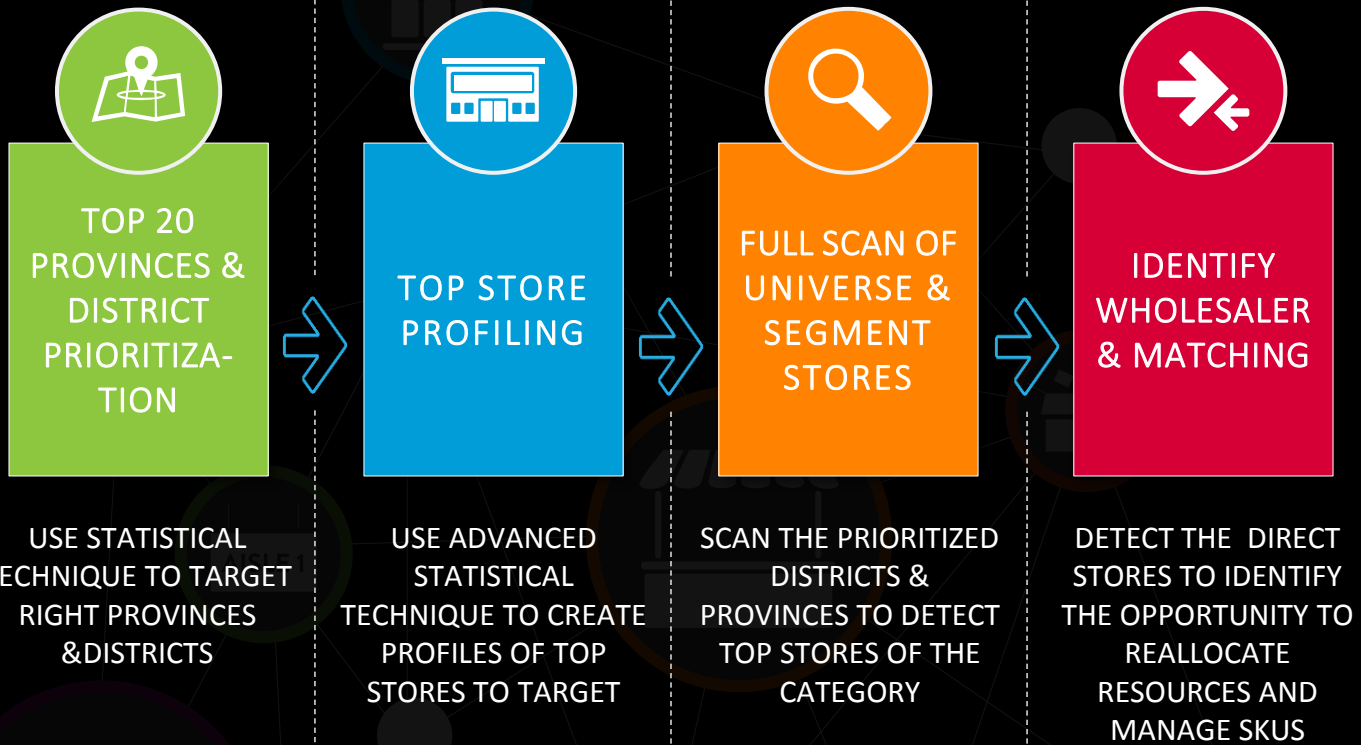 TOP 20
PROVINCES &
DISTRICT
PRIORITIZA-
TION
TOP STORE
PROFILING
FULL SCAN OF
UNIVERSE &
SEGMENT
STORES
IDENTIFY
WHOLESALER
& MATCHING
USE STATISTICAL
ECHNIQUE TO TARGET
RIGHT PROVINCES
&DISTRICTS
AISLE 1
USE ADVANCED
STATISTICAL
TECHNIQUE TO CREATE
PROFILES OF TOP
STORES TO TARGET
SCAN THE PRIORITIZED
DISTRICTS &
PROVINCES TO DETECT
TOP STORES OF THE
CATEGORY
DETECT THE  DIRECT
STORES TO IDENTIFY
THE OPPORTUNITY TO
REALLOCATE
RESOURCES AND
MANAGE SKUS